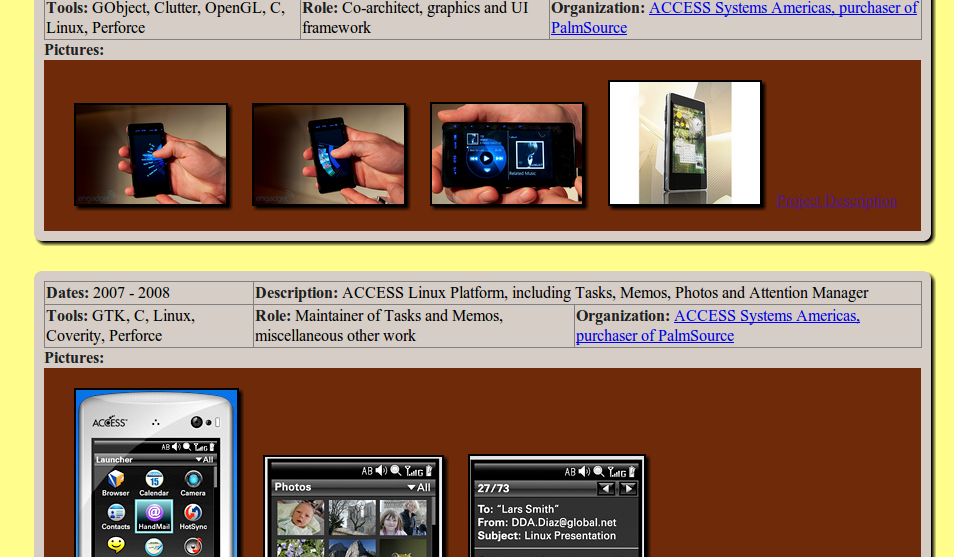 Tools: GObject, Clutter, OpenGL, C,
Linux, Perforce
Role: Co-architect, graphics and UI
framework
Organization: ACCESS Systems Americas, purchaser of
PalmSource
Pictures:
Related Music
Project Description
Dates: 2007 - 2008
Description: ACCESS Linux Platform, including Tasks, Memos, Photos and Attention Manager
Tools: GTK, C, Linux,
Coverity, Perforce
Role: Maintainer of Tasks and Memos,
miscellaneous other work
Organization: ACCESS Systems Americas,
purchaser of PalmSource
Pictures:
ACCESS
AB G
Launcher All
Browser Calendar Camera
15
Contacts HandMail HotSync
AB G
Photos All
AB G
27/73
To: "Lars Smith"
From: DDA.Diaz@global.net
Subject: Linux Presentation